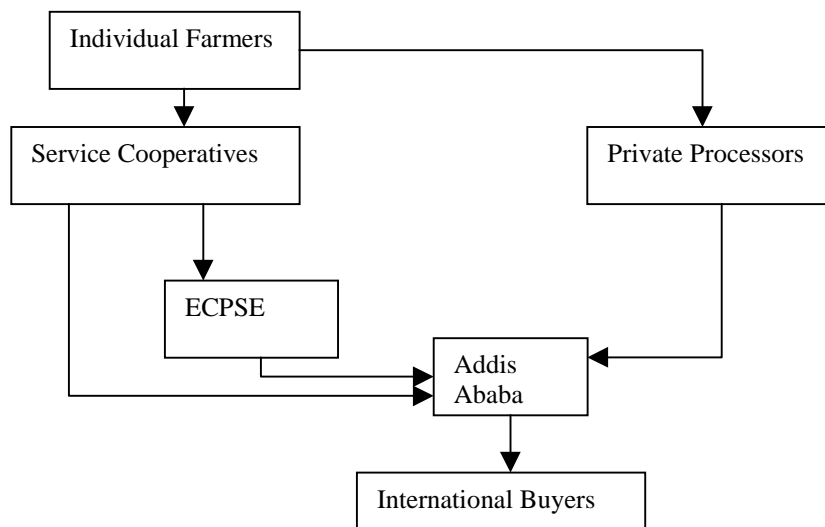 Individual Farmers
Service Cooperatives
Private Processors
ECPSE
Addis
Ababa
International Buyers